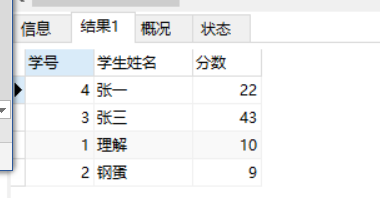 信息 结果1 概况 状态
学号 学生姓名 分数
4 张一 22
3 张三 43
1 理解 10
2 钢蛋 9